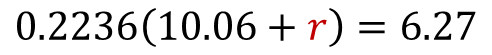 0.2236(10.06 + r) = 6.27